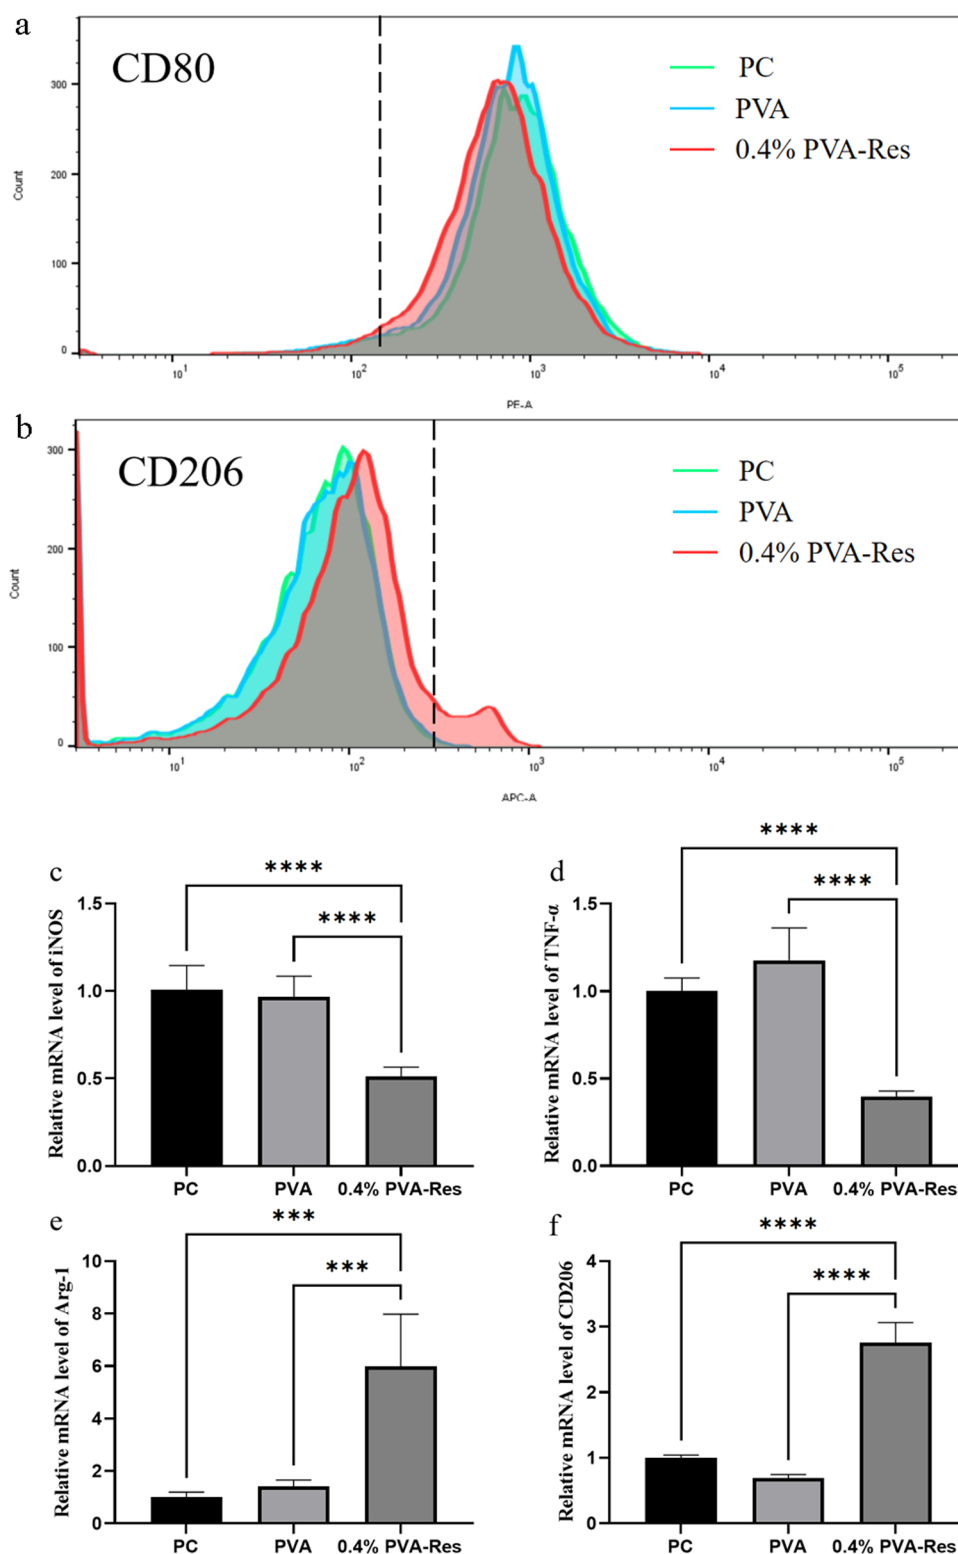 a
CD80
PC
PVA
0.4% PVA-Res
Count
300
200
100
0
10¹
10²
10³
10⁴
10⁵
PE-A
b
CD206
PC
PVA
0.4% PVA-Res
Count
300
200
100
0
10¹
10²
10³
10⁴
10⁵
APC-A
c
****
****
Relative mRNA level of iNOS
1.5
1.0
0.5
0.0
PC PVA 0.4% PVA-Res
d
****
****
Relative mRNA level of TNF-α
1.5
1.0
0.5
0.0
PC PVA 0.4% PVA-Res
e
***
***
Relative mRNA level of Arg-1
10
8
6
4
2
0
PC PVA 0.4% PVA-Res
f
****
****
Relative mRNA level of CD206
4
3
2
1
0
PC PVA 0.4% PVA-Res